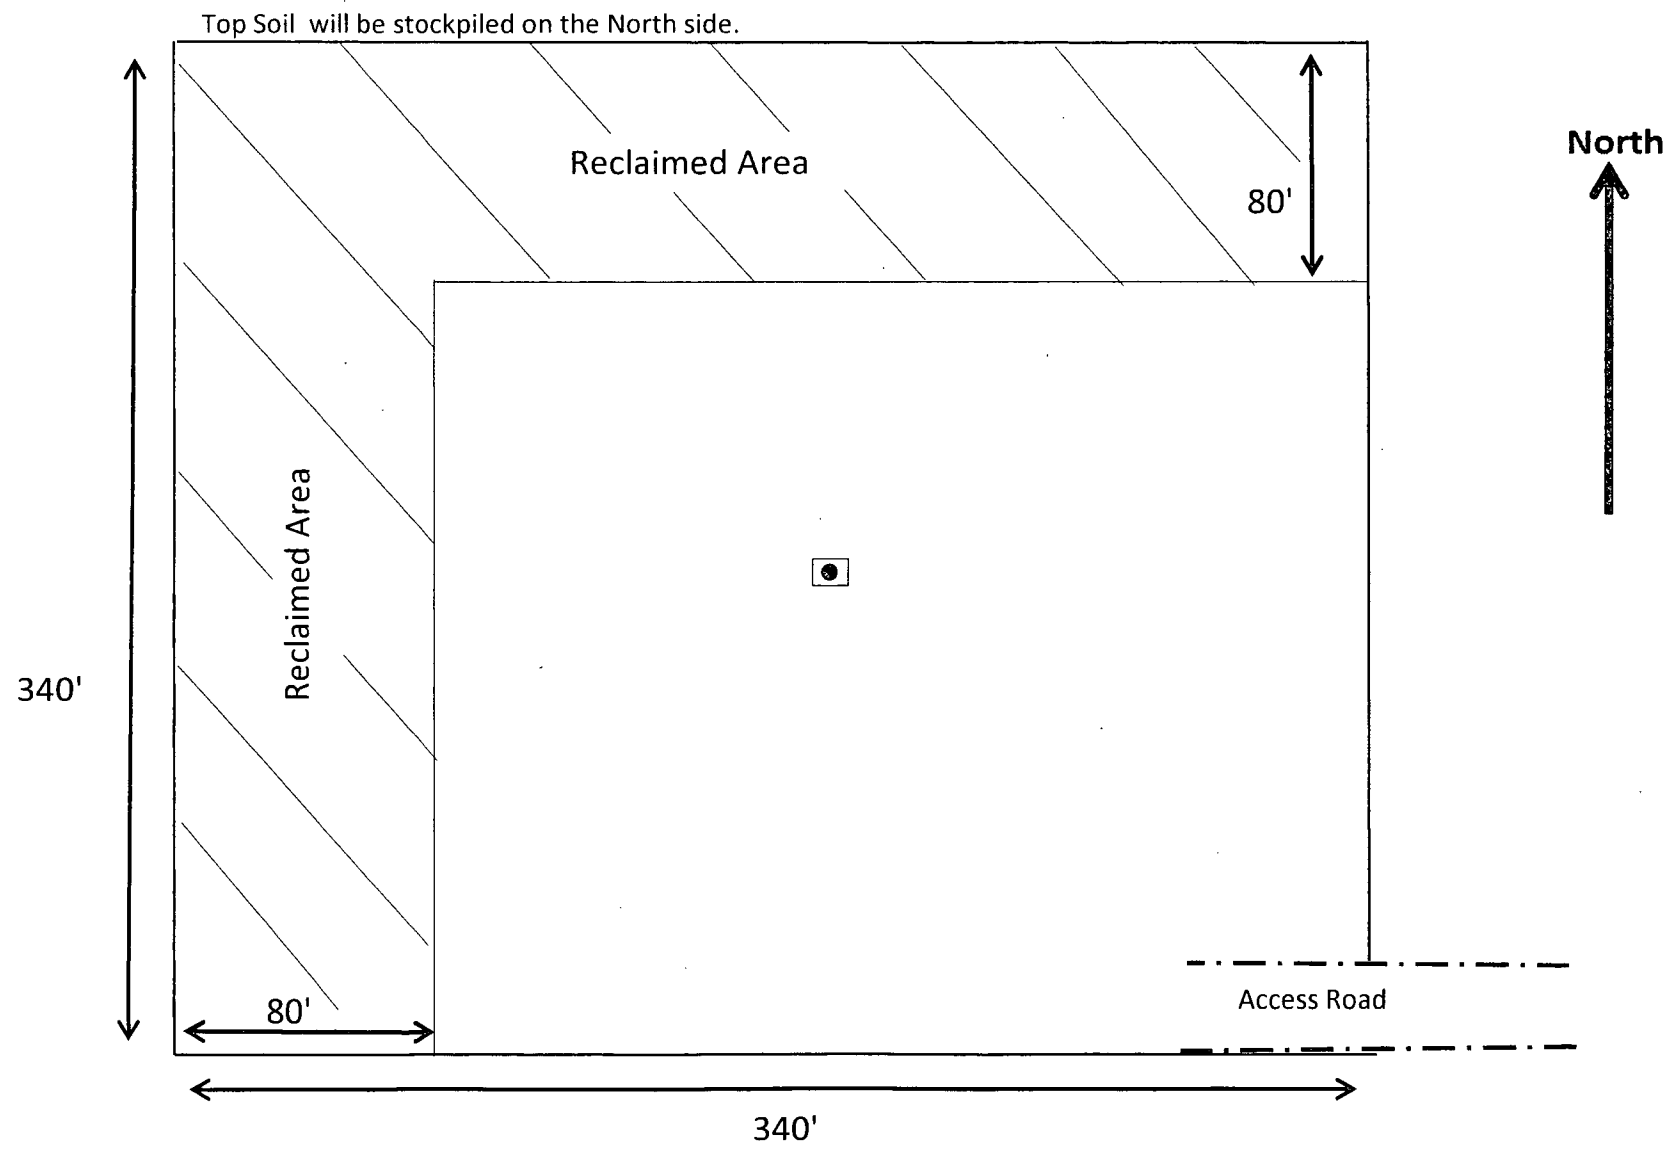 Top Soil will be stockpiled on the North side.
North
Reclaimed Area
80'
Reclaimed Area
340'
Access Road
80'
340'